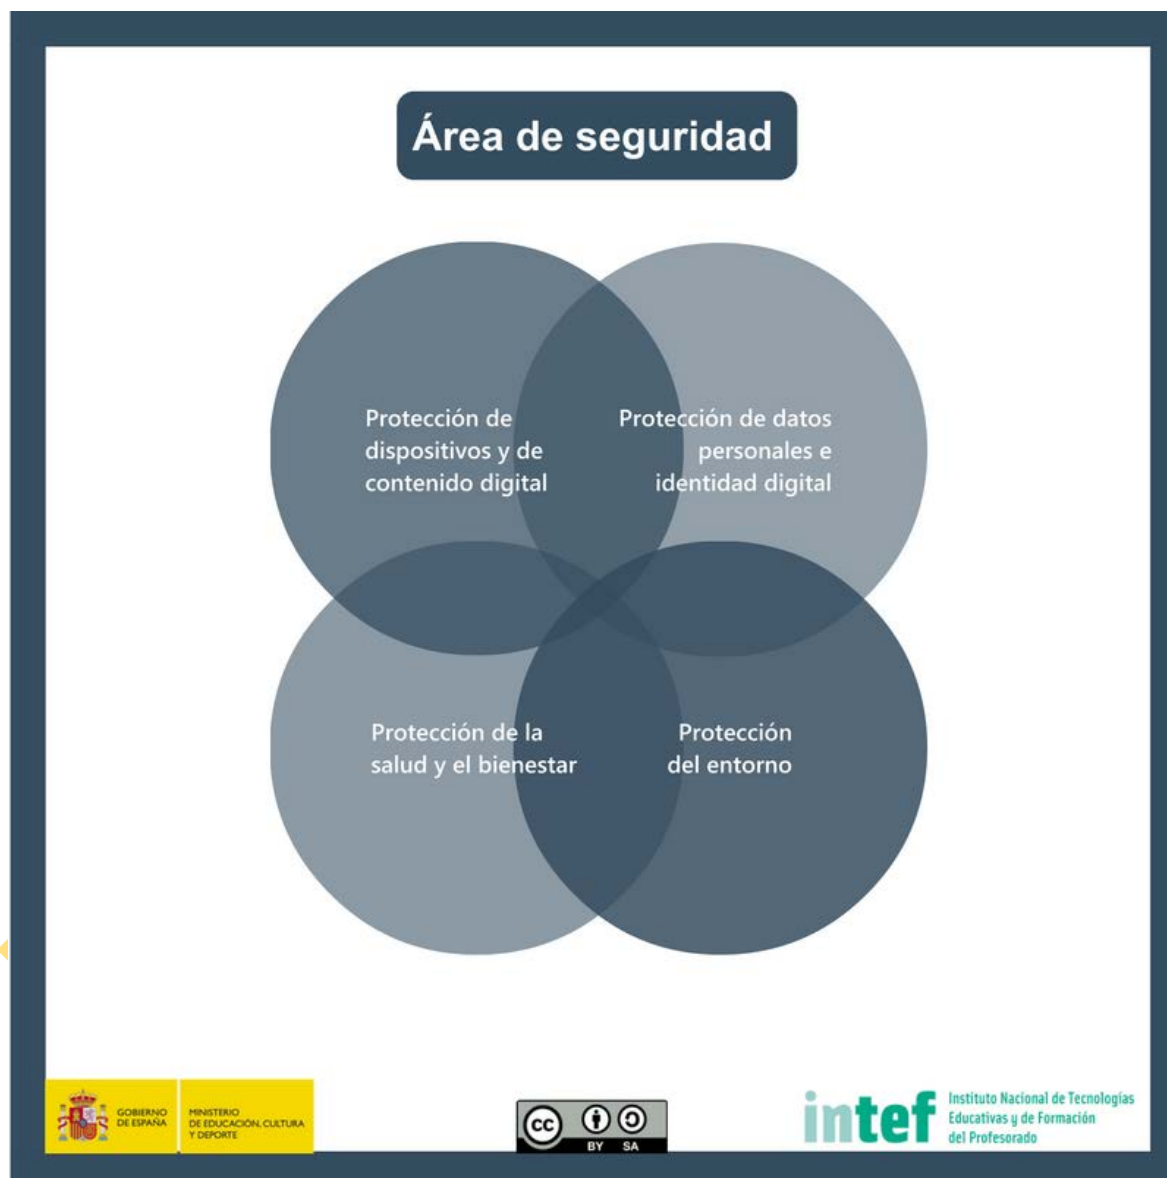 Área de seguridad
Protección de
dispositivos y de
contenido digital
Protección de datos
personales e
identidad digital
Protección de la
salud y el bienestar
Protección
del entorno
GOBIERNO
DE ESPAÑA
MINISTERIO
DE EDUCACIÓN, CULTURA
Y DEPORTE
cc
BY SA
intef
Instituto Nacional de Tecnologías
Educativas y de Formación
del Profesorado